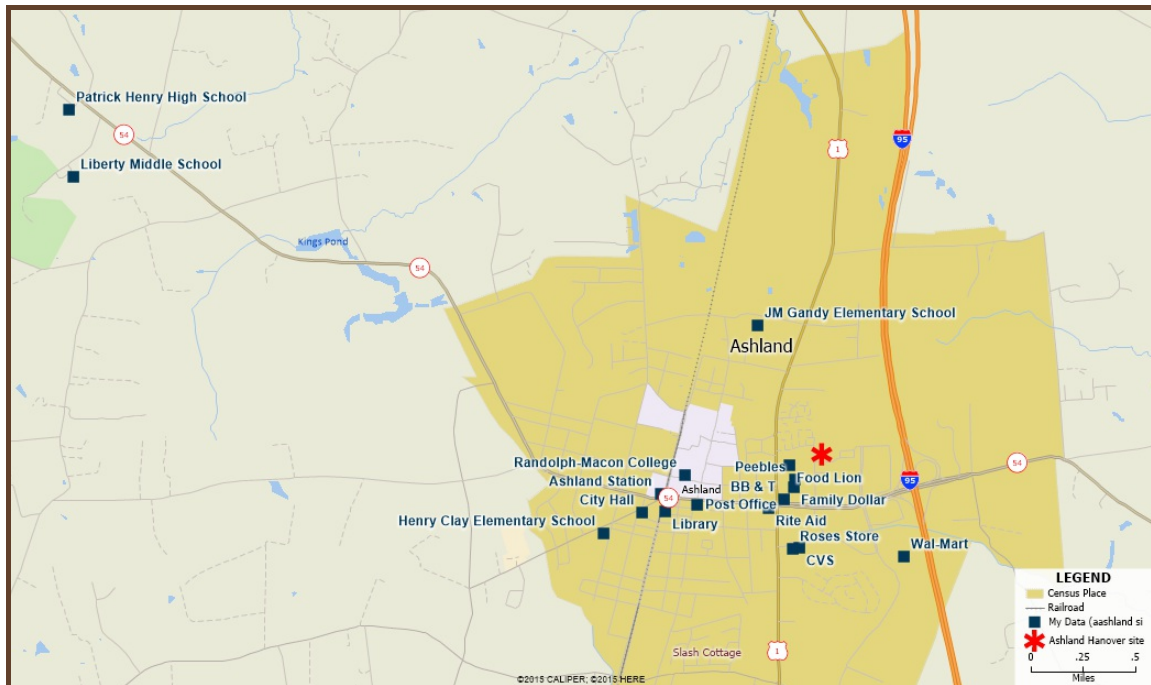 Patrick Henry High School
54
1
95
Liberty Middle School
Kings Pond
54
JM Gandy Elementary School
Ashland
54
Randolph-Macon College
Peebles
Food Lion
95
Ashland Station
BB & T
Ashland
54
City Hall
Post Office
Family Dollar
Henry Clay Elementary School
Library
Rite Aid
Roses Store
Wal-Mart
CVS
LEGEND
Census Place
Railroad
My Data (aashland si
Ashland Hanover site
0 .25 .5
Miles
Slash Cottage
1
©2015 CALIPER; ©2015 HERE